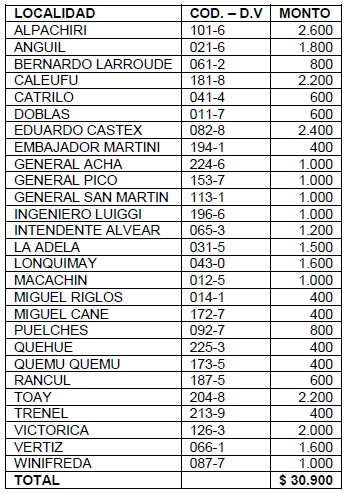 LOCALIDAD COD. – D.V MONTO
ALPACHIRI 101-6 2.600
ANGUIL 021-6 1.800
BERNARDO LARROUDE 061-2 800
CALEUFU 181-8 2.200
CATRILO 041-4 600
DOBLAS 011-7 600
EDUARDO CASTEX 082-8 2.400
EMBAJADOR MARTINI 194-1 400
GENERAL ACHA 224-6 1.000
GENERAL PICO 153-7 1.000
GENERAL SAN MARTIN 113-1 1.000
INGENIERO LUIGGI 196-6 1.000
INTENDENTE ALVEAR 065-3 1.200
LA ADELA 031-5 1.500
LONQUIMAY 043-0 1.600
MACACHIN 012-5 1.000
MIGUEL RIGLOS 014-1 400
MIGUEL CANE 172-7 400
PUELCHES 092-7 800
QUEHUE 225-3 400
QUEMU QUEMU 173-5 400
RANCUL 187-5 600
TOAY 204-8 2.200
TRENEL 213-9 400
VICTORICA 126-3 2.000
VERTIZ 066-1 1.600
WINIFREDA 087-7 1.000
TOTAL $ 30.900